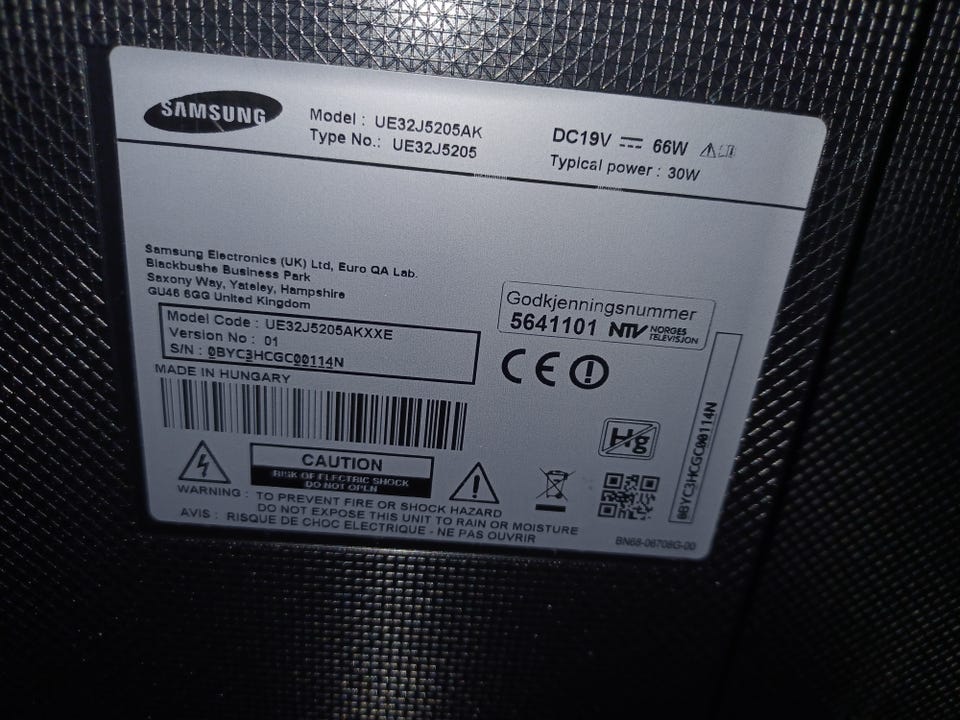 SAMSUNG
Model : UE32J5205AK
Type No.: UE32J5205
DC19V ⎓ 66W
Typical power : 30W
Samsung Electronics (UK) Ltd, Euro QA Lab.
Blackbushe Business Park
Saxony Way, Yateley, Hampshire
GU46 6GG United Kingdom
Model Code : UE32J5205AKXXE
Version No : 01
S/N : 0BYC3HCGC00114N
MADE IN HUNGARY
Godkjenningsnummer
5641101 NTV NORGES
TELEVISJON
CE
Hg
0BYC3HCGC00114N
CAUTION
RISK OF ELECTRIC SHOCK
DO NOT OPEN
WARNING : TO PREVENT FIRE OR SHOCK HAZARD
DO NOT EXPOSE THIS UNIT TO RAIN OR MOISTURE
AVIS : RISQUE DE CHOC ELECTRIQUE - NE PAS OUVRIR
BN68-06708G-00